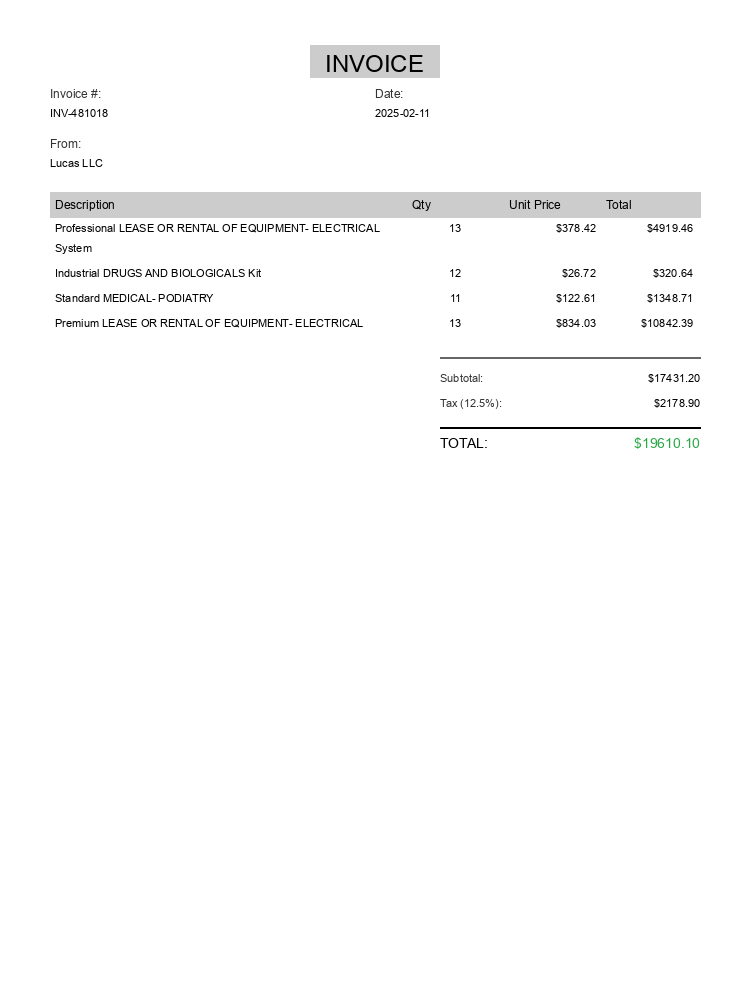 INVOICE
Invoice #: Date:
INV-481018 2025-02-11
From:
Lucas LLC
Description Qty Unit Price Total
Professional LEASE OR RENTAL OF EQUIPMENT- ELECTRICAL 13 $378.42 $4919.46
System
Industrial DRUGS AND BIOLOGICALS Kit 12 $26.72 $320.64
Standard MEDICAL- PODIATRY 11 $122.61 $1348.71
Premium LEASE OR RENTAL OF EQUIPMENT- ELECTRICAL 13 $834.03 $10842.39
Subtotal: $17431.20
Tax (12.5%): $2178.90
TOTAL: $19610.10